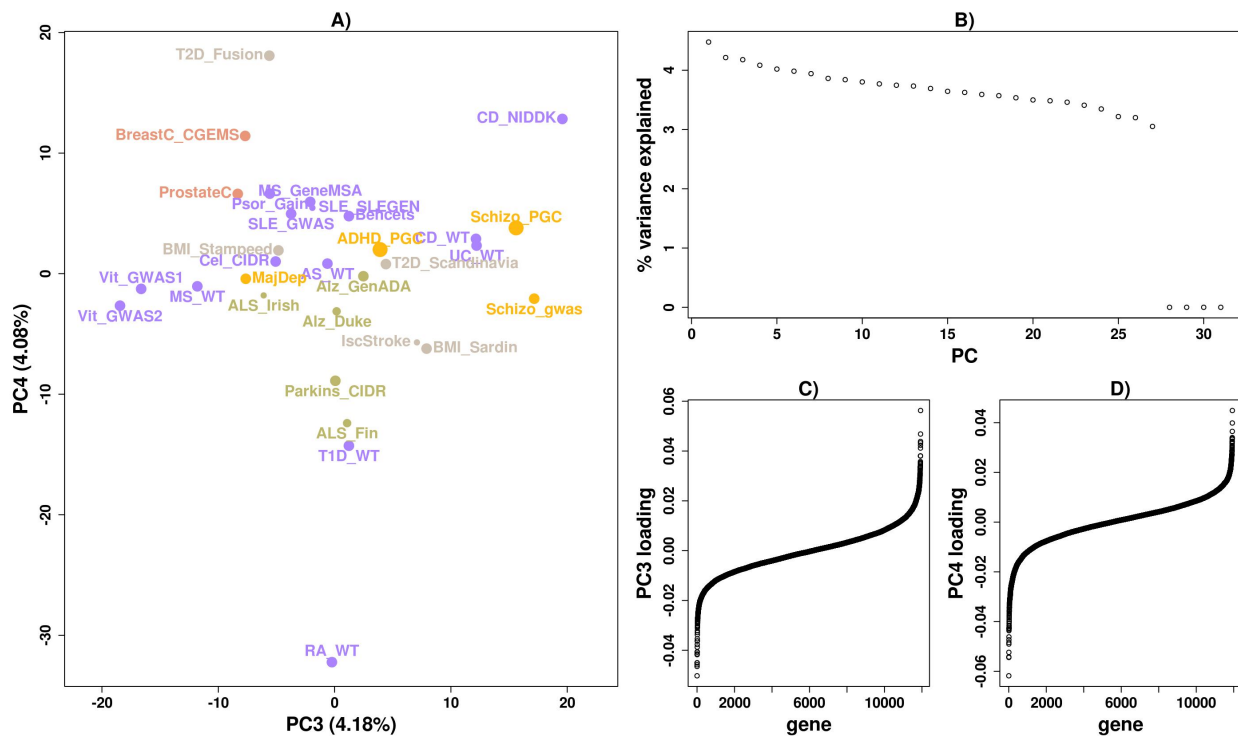 A)
20
10
0
-10
-20
-30
PC4 (4.08%)
T2D_Fusion
CD_NIDDK
BreastC_CGEMS
ProstateC
MS_GeneMSA
Psor_Gain
SLE_SLEGEN
SLE_GWAS
Behcets
Schizo_PGC
ADHD_PGC
CD_WT
UC_WT
BMI_Stampeed
Cel_CIDR
AS_WT
T2D_Scandinavia
Vit_GWAS1
MS_WT
MajDep
Alz_GenADA
ALS_Irish
Schizo_gwas
Vit_GWAS2
Alz_Duke
IscStroke
BMI_Sardin
Parkins_CIDR
ALS_Fin
T1D_WT
RA_WT
-20
-10
0
10
20
PC3 (4.18%)
B)
% variance explained
4
3
2
1
0
0
5
10
15
20
25
30
PC
C)
PC3 loading
0.06
0.04
0.02
0.00
-0.02
-0.04
0
2000
6000
10000
gene
D)
PC4 loading
0.04
0.02
0.00
-0.02
-0.04
-0.06
0
2000
6000
10000
gene